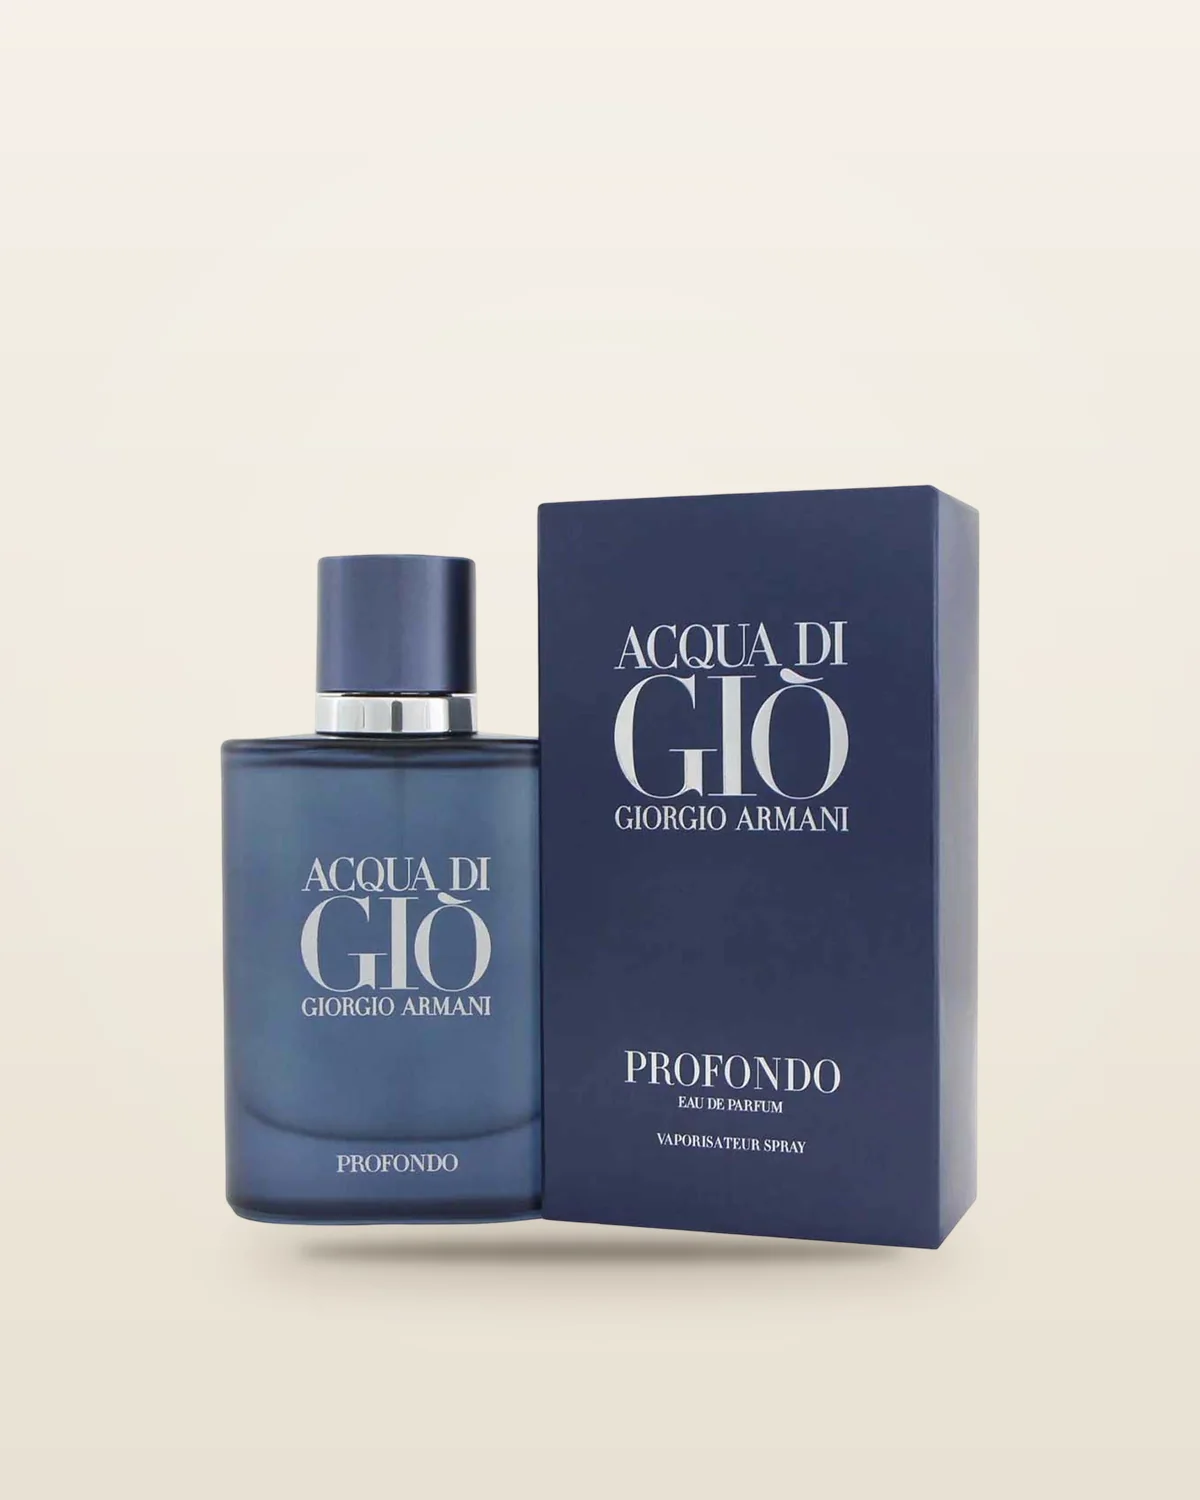 ACQUA DI
GIÒ
GIORGIO ARMANI
PROFONDO
ACQUA DI
GIÒ
GIORGIO ARMANI
PROFONDO
EAU DE PARFUM
VAPORISATEUR SPRAY